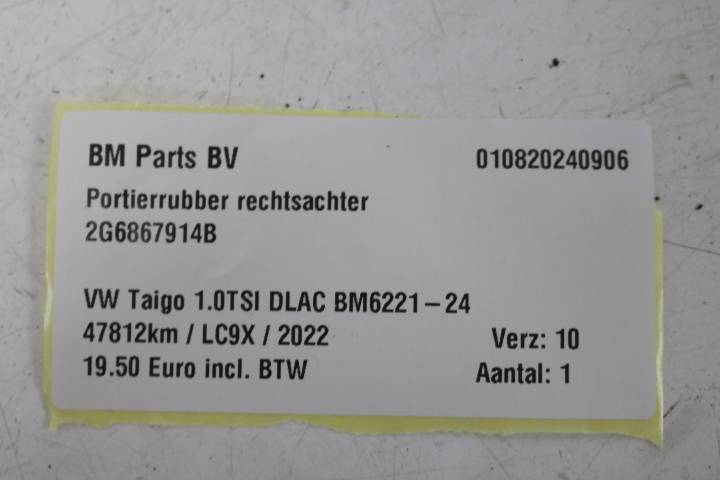 BM Parts BV 010820240906
Portierrubber rechtsachter
2G6867914B
VW Taigo 1.0TSI DLAC BM6221-24
47812km / LC9X / 2022 Verz: 10
19.50 Euro incl. BTW Aantal: 1